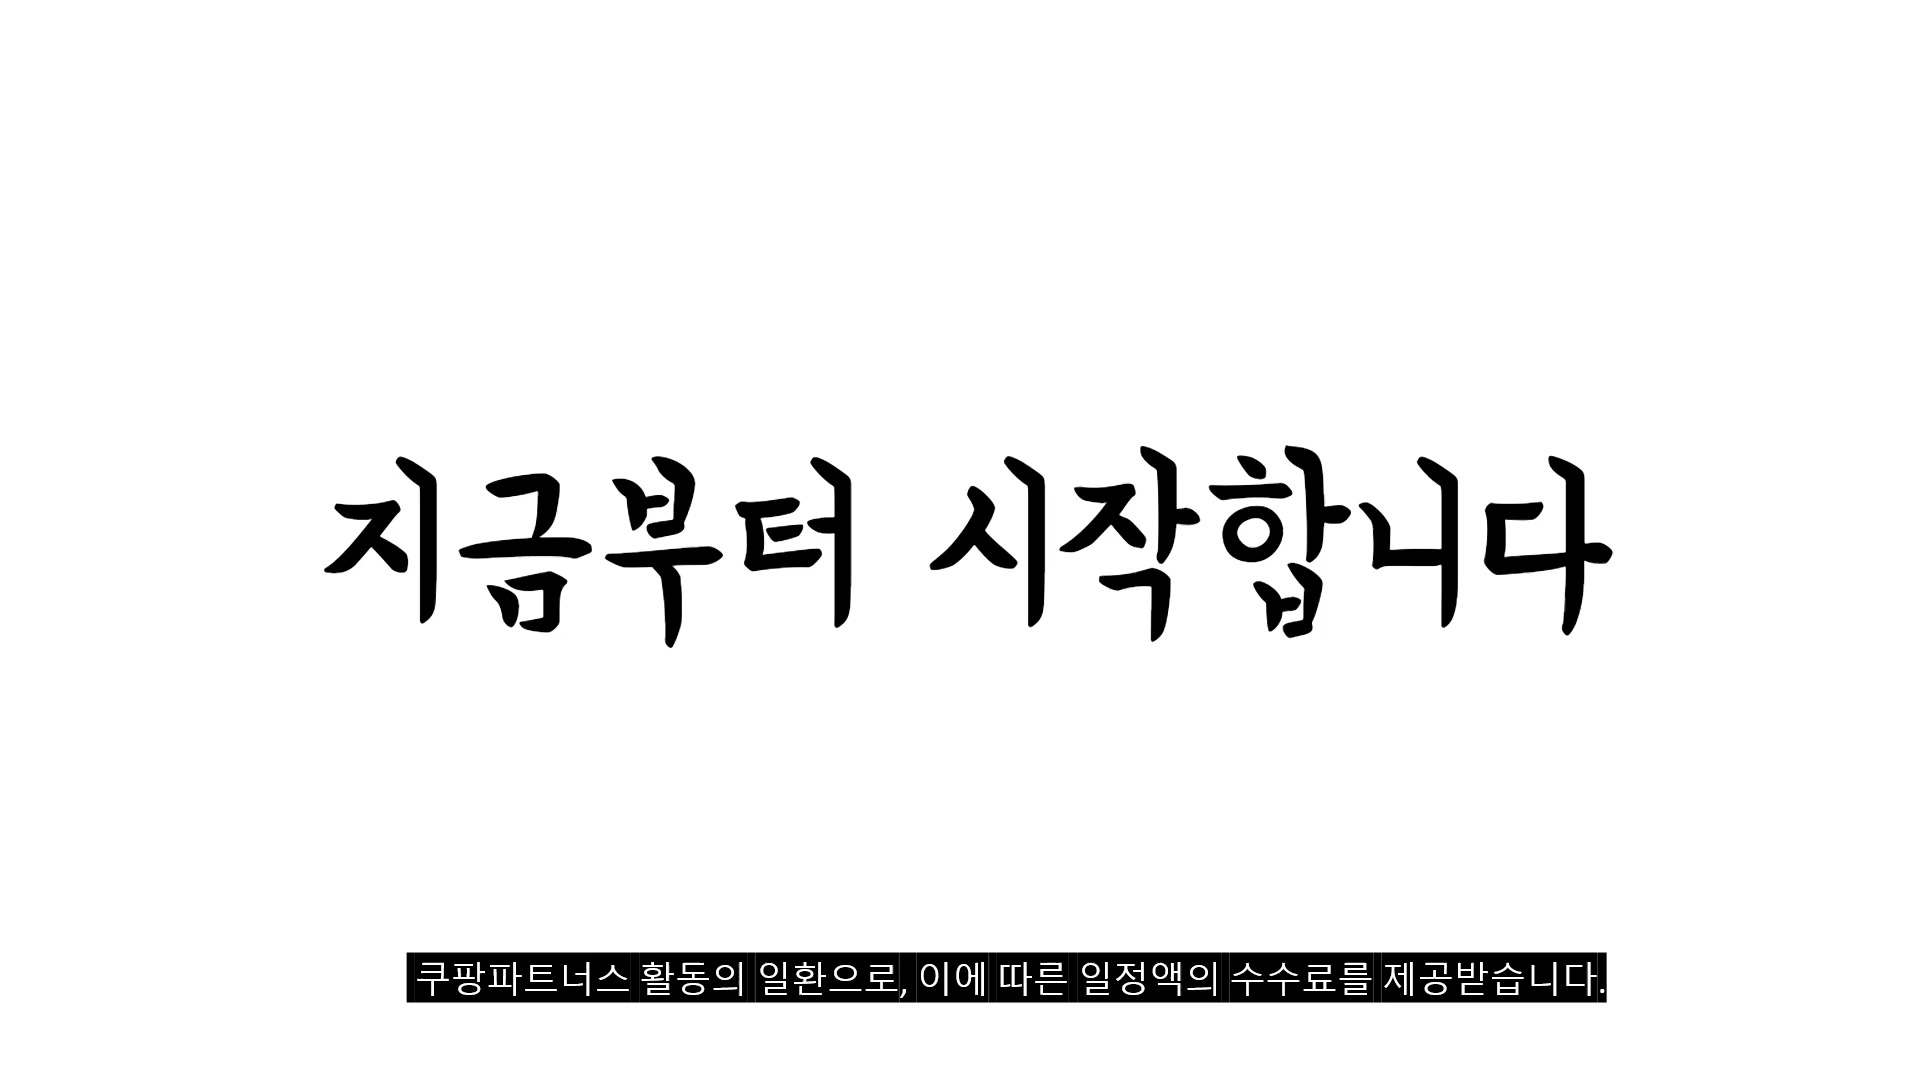 지금부터 시작합니다
쿠팡파트너스 활동의 일환으로, 이에 따른 일정액의 수수료를 제공받습니다.